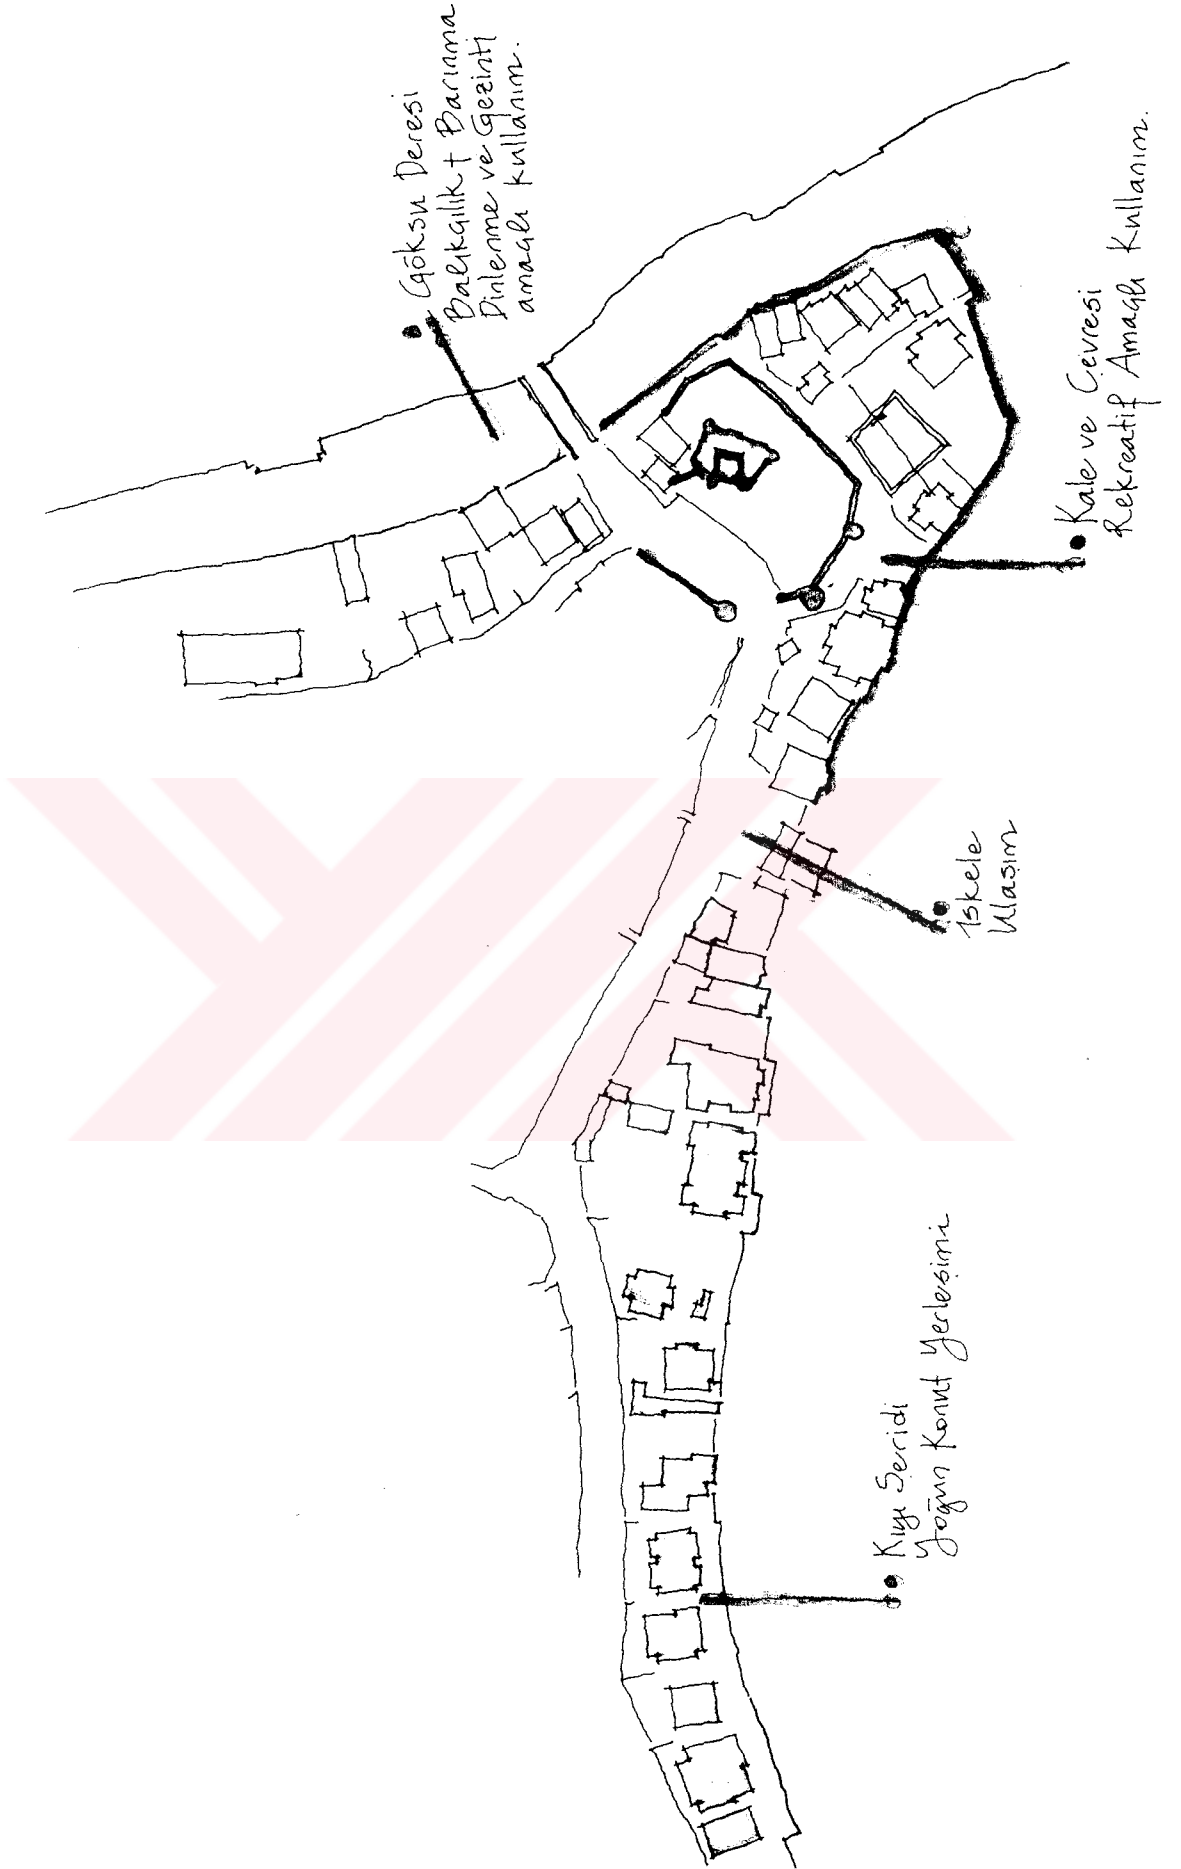 Göksu Deresi
Balıkçılık + Barınma
Dinlenme ve Gezinti
amaçlı kullanım.
Kale ve Çevresi
Rekreatif Amaçlı Kullanım.
İskele
Ulaşım
Kıyı Şeridi
Yoğun Konut Yerleşimi